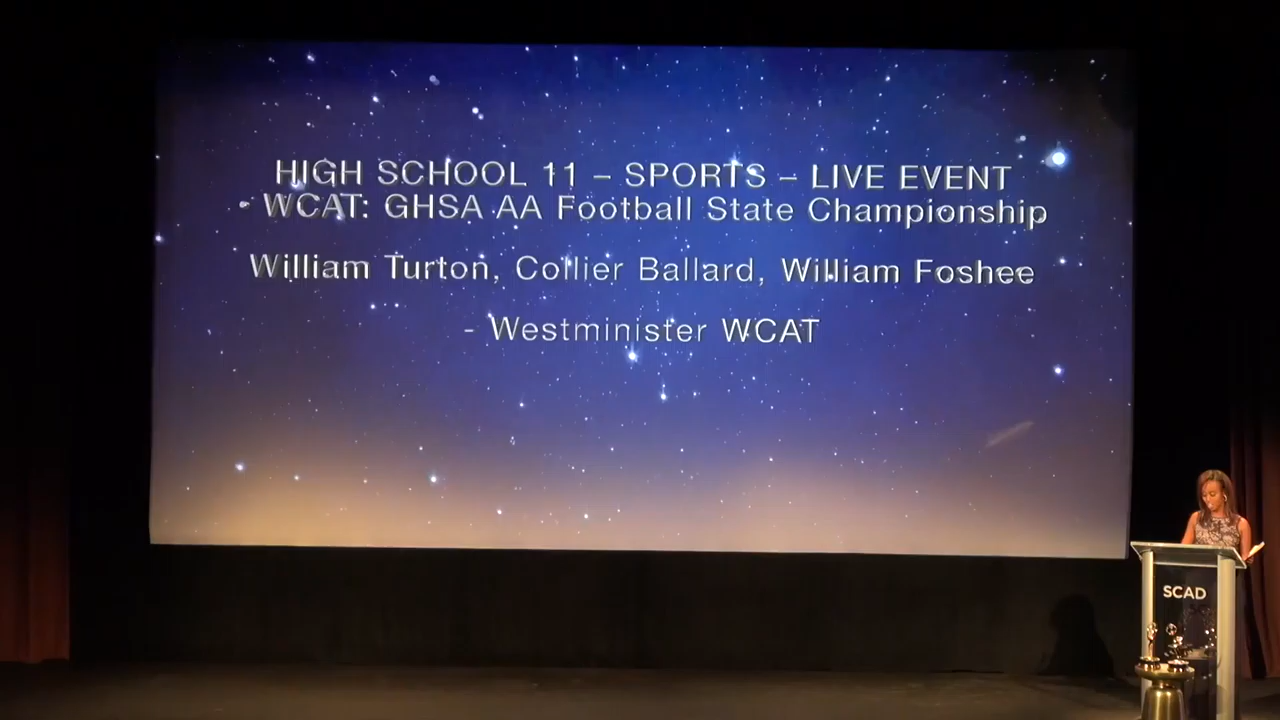 HIGH SCHOOL 11 – SPORTS – LIVE EVENT
- WCAT: GHSA AA Football State Championship
William Turton, Collier Ballard, William Foshee
- Westminister WCAT
SCAD